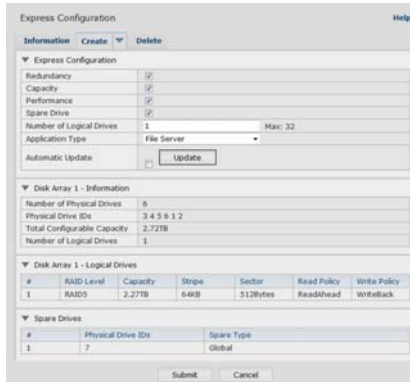 Express Configuration Help
Information Create Delete
Express Configuration
Redundancy
Capacity
Performance
Spare Drive
Number of Logical Drives 1 Max: 32
Application Type File Server
Automatic Update Update
Disk Array 1 - Information
Number of Physical Drives 6
Physical Drive IDs 3 4 5 6 1 2
Total Configurable Capacity 2.72TB
Number of Logical Drives 1
Disk Array 1 - Logical Drives
# RAID Level Capacity Stripe Sector Read Policy Write Policy
1 RAID5 2.27TB 64KB 512Bytes ReadAhead WriteBack
Spare Drives
# Physical Drive IDs Spare Type
1 7 Global
Submit Cancel